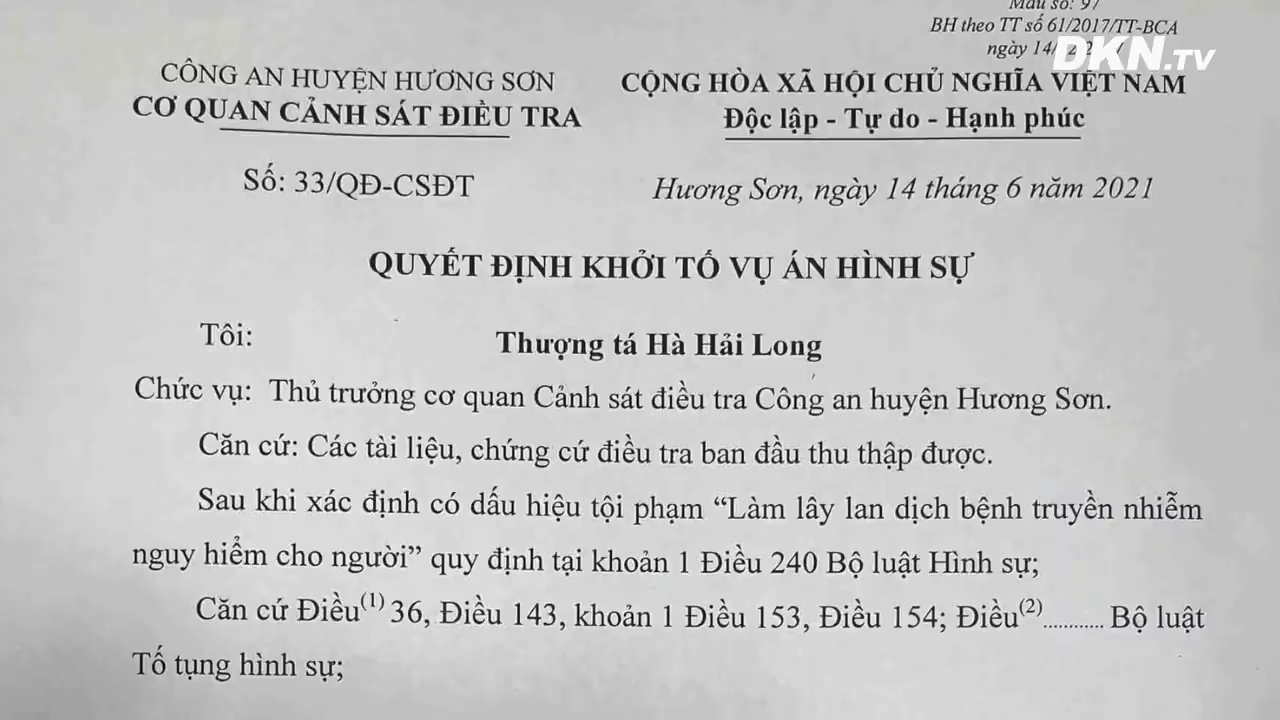 Mẫu số: 97
BH theo TT số 61/2017/TT-BCA
ngày 14/
DKN.TV
CÔNG AN HUYỆN HƯƠNG SƠN
CƠ QUAN CẢNH SÁT ĐIỀU TRA
CỘNG HÒA XÃ HỘI CHỦ NGHĨA VIỆT NAM
Độc lập - Tự do - Hạnh phúc
Số: 33/QĐ-CSĐT
Hương Sơn, ngày 14 tháng 6 năm 2021
QUYẾT ĐỊNH KHỞI TỐ VỤ ÁN HÌNH SỰ
Tôi: Thượng tá Hà Hải Long
Chức vụ: Thủ trưởng cơ quan Cảnh sát điều tra Công an huyện Hương Sơn.
Căn cứ: Các tài liệu, chứng cứ điều tra ban đầu thu thập được.
Sau khi xác định có dấu hiệu tội phạm “Làm lây lan dịch bệnh truyền nhiễm
nguy hiểm cho người” quy định tại khoản 1 Điều 240 Bộ luật Hình sự;
Căn cứ Điều(1) 36, Điều 143, khoản 1 Điều 153, Điều 154; Điều(2)........... Bộ luật
Tố tụng hình sự;